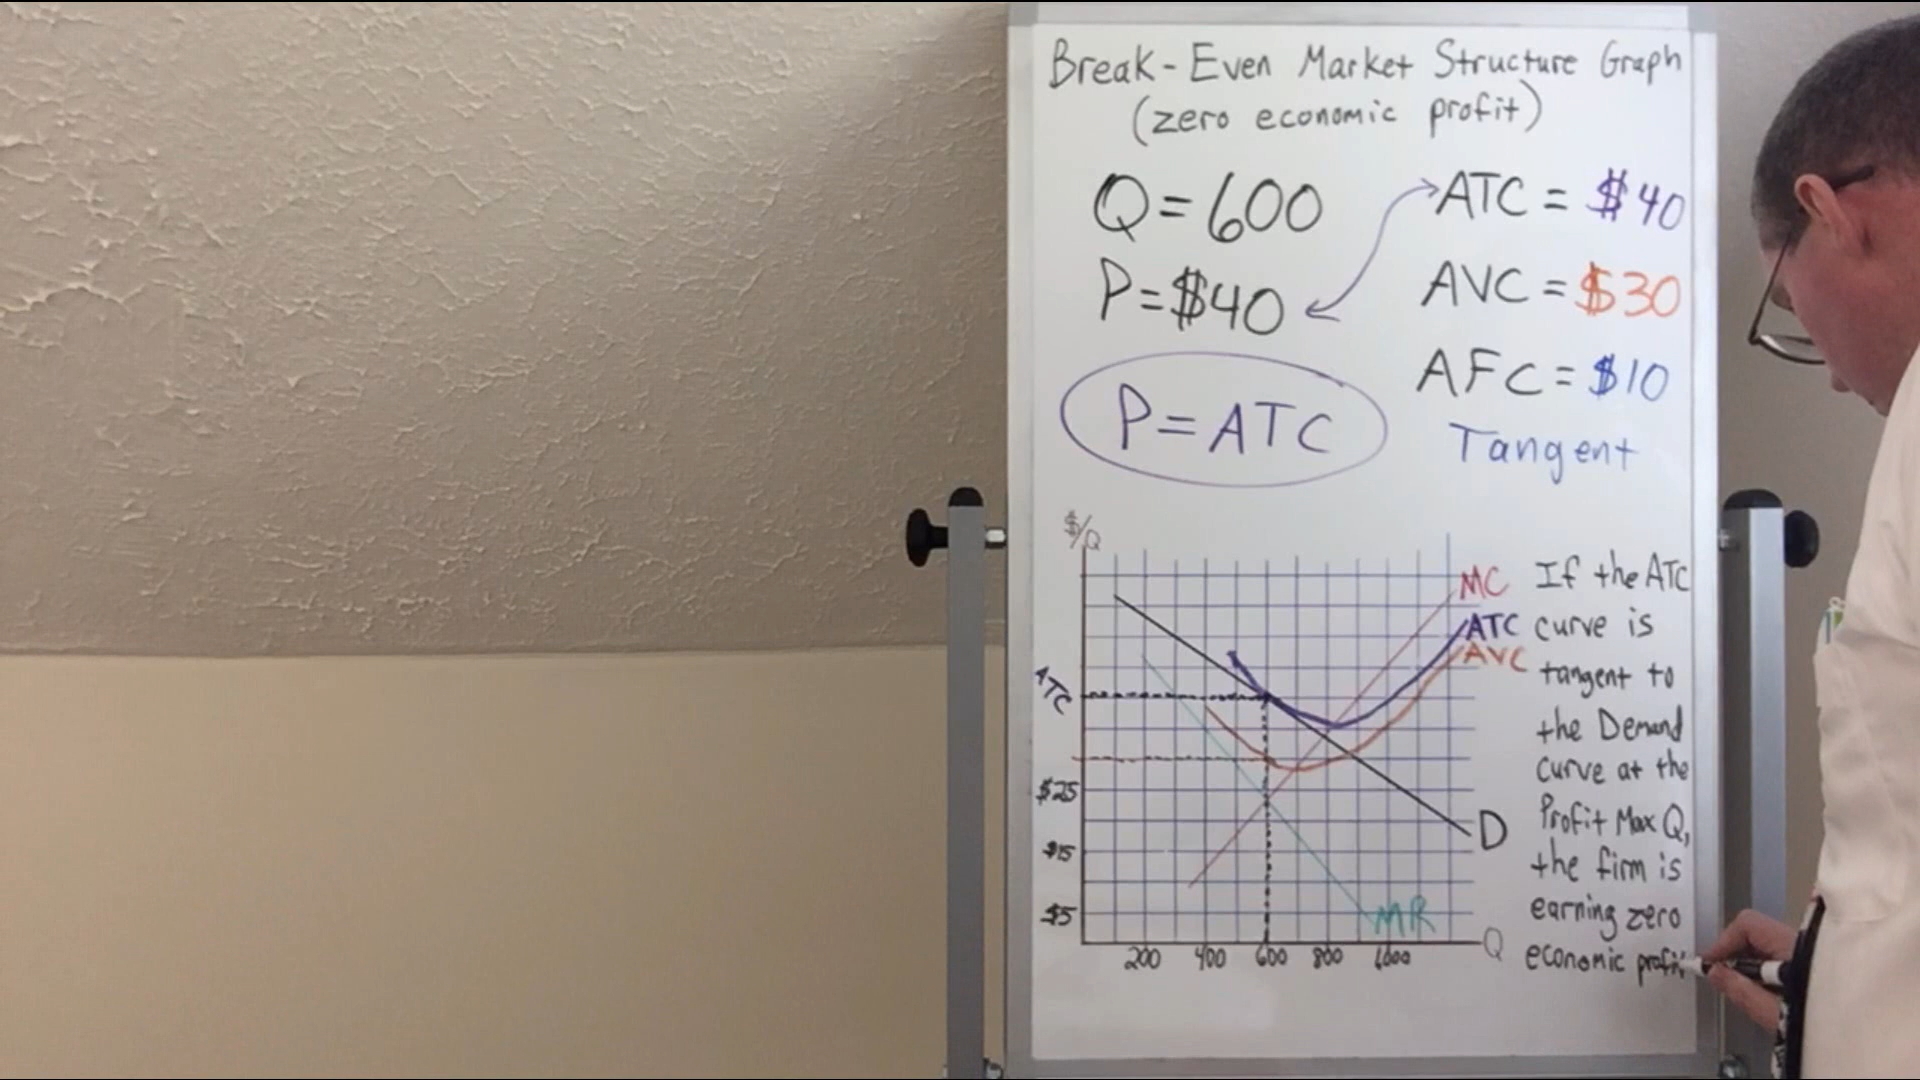 Break-Even Market Structure Graph
(zero economic profit)
Q=600
P=$40
P=ATC
ATC = $40
AVC = $30
AFC = $10
Tangent
$/Q
MC
ATC
AVC
ATC
$25
$15
$5
D
MR
Q
200 400 600 800 1000
If the ATC
curve is
tangent to
the Demand
curve at the
Profit Max Q,
the firm is
earning zero
economic profit